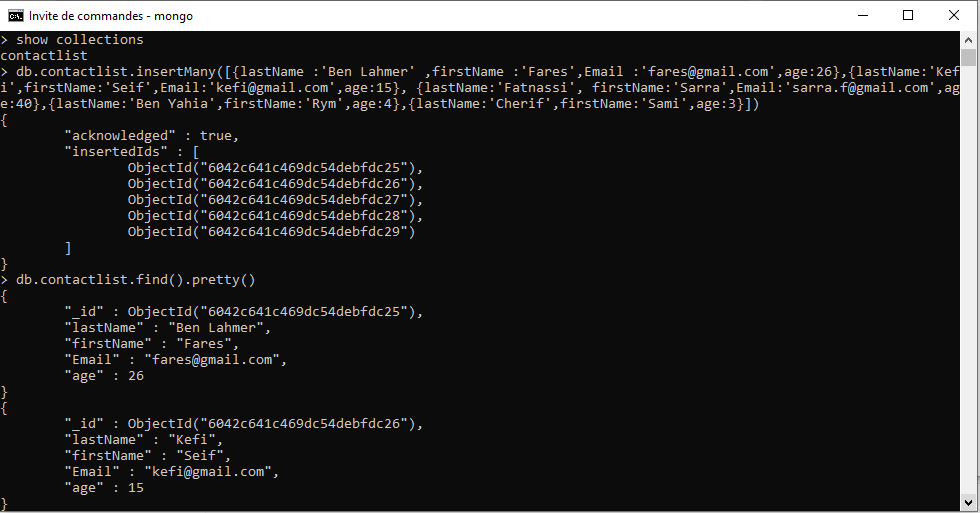 Invite de commandes - mongo
> show collections
contactlist
> db.contactlist.insertMany([{lastName :'Ben Lahmer' ,firstName :'Fares',Email :'fares@gmail.com',age:26},{lastName:'Kef
i',firstName:'Seif',Email:'kefi@gmail.com',age:15}, {lastName:'Fatnassi', firstName:'Sarra',Email:'sarra.f@gmail.com',ag
e:40},{lastName:'Ben Yahia',firstName:'Rym',age:4},{lastName:'Cherif',firstName:'Sami',age:3}])
{
        "acknowledged" : true,
        "insertedIds" : [
                ObjectId("6042c641c469dc54debfdc25"),
                ObjectId("6042c641c469dc54debfdc26"),
                ObjectId("6042c641c469dc54debfdc27"),
                ObjectId("6042c641c469dc54debfdc28"),
                ObjectId("6042c641c469dc54debfdc29")
        ]
}
> db.contactlist.find().pretty()
{
        "_id" : ObjectId("6042c641c469dc54debfdc25"),
        "lastName" : "Ben Lahmer",
        "firstName" : "Fares",
        "Email" : "fares@gmail.com",
        "age" : 26
}
{
        "_id" : ObjectId("6042c641c469dc54debfdc26"),
        "lastName" : "Kefi",
        "firstName" : "Seif",
        "Email" : "kefi@gmail.com",
        "age" : 15
}